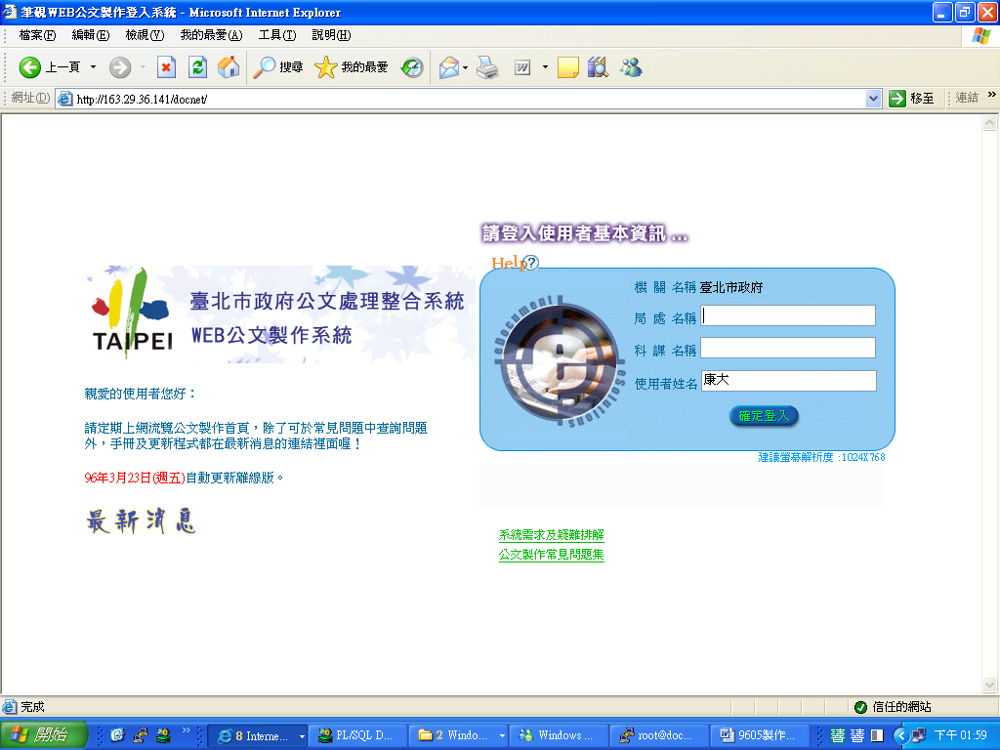 筆硯WEB公文製作登入系統 - Microsoft Internet Explorer
檔案(F) 編輯(E) 檢視(V) 我的最愛(A) 工具(T) 說明(H)
上一頁 搜尋 我的最愛
網址(D) http://163.29.36.141/docnet/ 移至 連結 »
請登入使用者基本資訊 ...
Help?
臺北市政府公文處理整合系統
WEB公文製作系統
TAIPEI
eDocument eSolutions
機 關 名稱 臺北市政府
局 處 名稱
科 課 名稱
使用者姓名 康大
確定登入
建議螢幕解析度 :1024X768
親愛的使用者您好：
請定期上網流覽公文製作首頁，除了可於常見問題中查詢問題
外，手冊及更新程式都在最新消息的連結裡面喔！
96年3月23日(週五)自動更新離線版。
最新消息
系統需求及疑難排解
公文製作常見問題集
完成 信任的網站
開始 » 8 Interne... PL/SQL D... 2 Windo... Windows ... root@doc... 9605製作... 下午 01:59